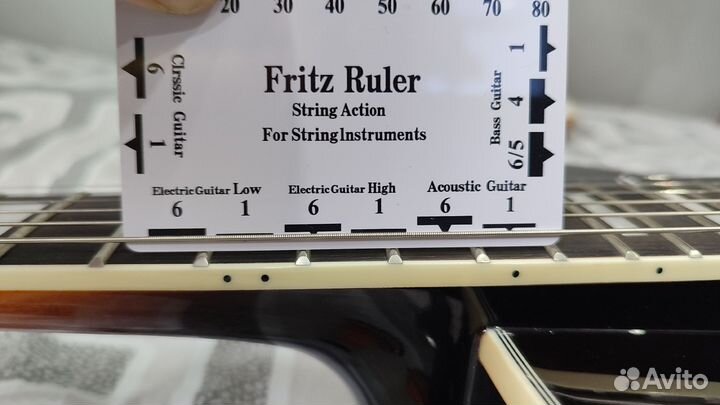 20 30 40 50 60 70 80
Fritz Ruler
String Action
For String Instruments
Clrssic Guitar
6
1
Bass Guitar
1
4
6/5
Electric Guitar Low
6 1
Electric Guitar High
6 1
Acoustic Guitar
6 1
Avito